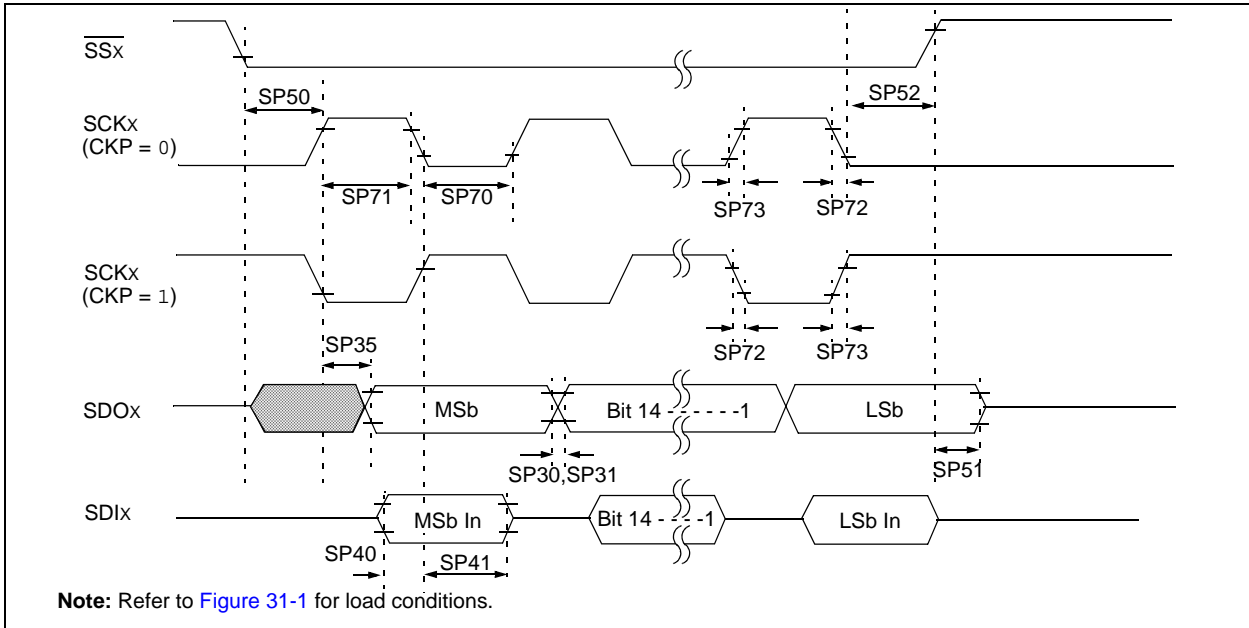 SSX
SP50
SP52
SCKX
(CKP = 0)
SP71
SP70
SP73
SP72
SCKX
(CKP = 1)
SP35
SP72
SP73
SDOX
MSb
Bit 14 - - - - - -1
LSb
SP30,SP31
SP51
SDIX
MSb In
Bit 14 - - - -1
LSb In
SP40
SP41
Note: Refer to Figure 31-1 for load conditions.